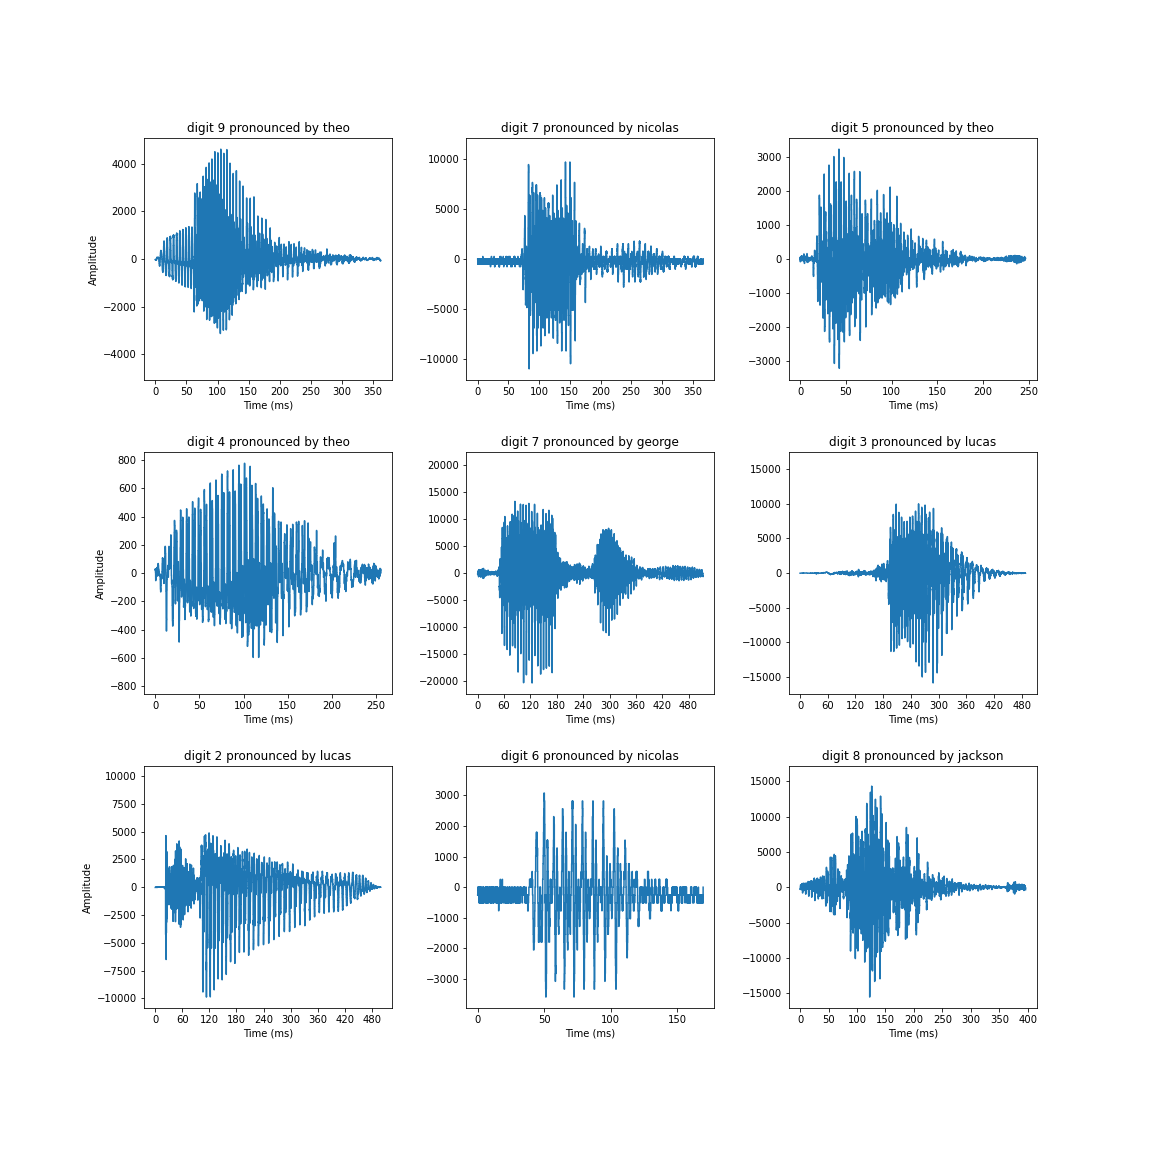 digit 9 pronounced by theo
digit 7 pronounced by nicolas
digit 5 pronounced by theo
4000
2000
0
−2000
−4000
Amplitude
0 50 100 150 200 250 300 350
Time (ms)
10000
5000
0
−5000
−10000
0 50 100 150 200 250 300 350
Time (ms)
3000
2000
1000
0
−1000
−2000
−3000
0 50 100 150 200 250
Time (ms)
digit 4 pronounced by theo
digit 7 pronounced by george
digit 3 pronounced by lucas
800
600
400
200
0
−200
−400
−600
−800
Amplitude
0 50 100 150 200 250
Time (ms)
20000
15000
10000
5000
0
−5000
−10000
−15000
−20000
0 60 120 180 240 300 360 420 480
Time (ms)
15000
10000
5000
0
−5000
−10000
−15000
0 60 120 180 240 300 360 420 480
Time (ms)
digit 2 pronounced by lucas
digit 6 pronounced by nicolas
digit 8 pronounced by jackson
10000
7500
5000
2500
0
−2500
−5000
−7500
−10000
Amplitude
0 60 120 180 240 300 360 420 480
Time (ms)
3000
2000
1000
0
−1000
−2000
−3000
0 50 100 150
Time (ms)
15000
10000
5000
0
−5000
−10000
−15000
0 50 100 150 200 250 300 350 400
Time (ms)